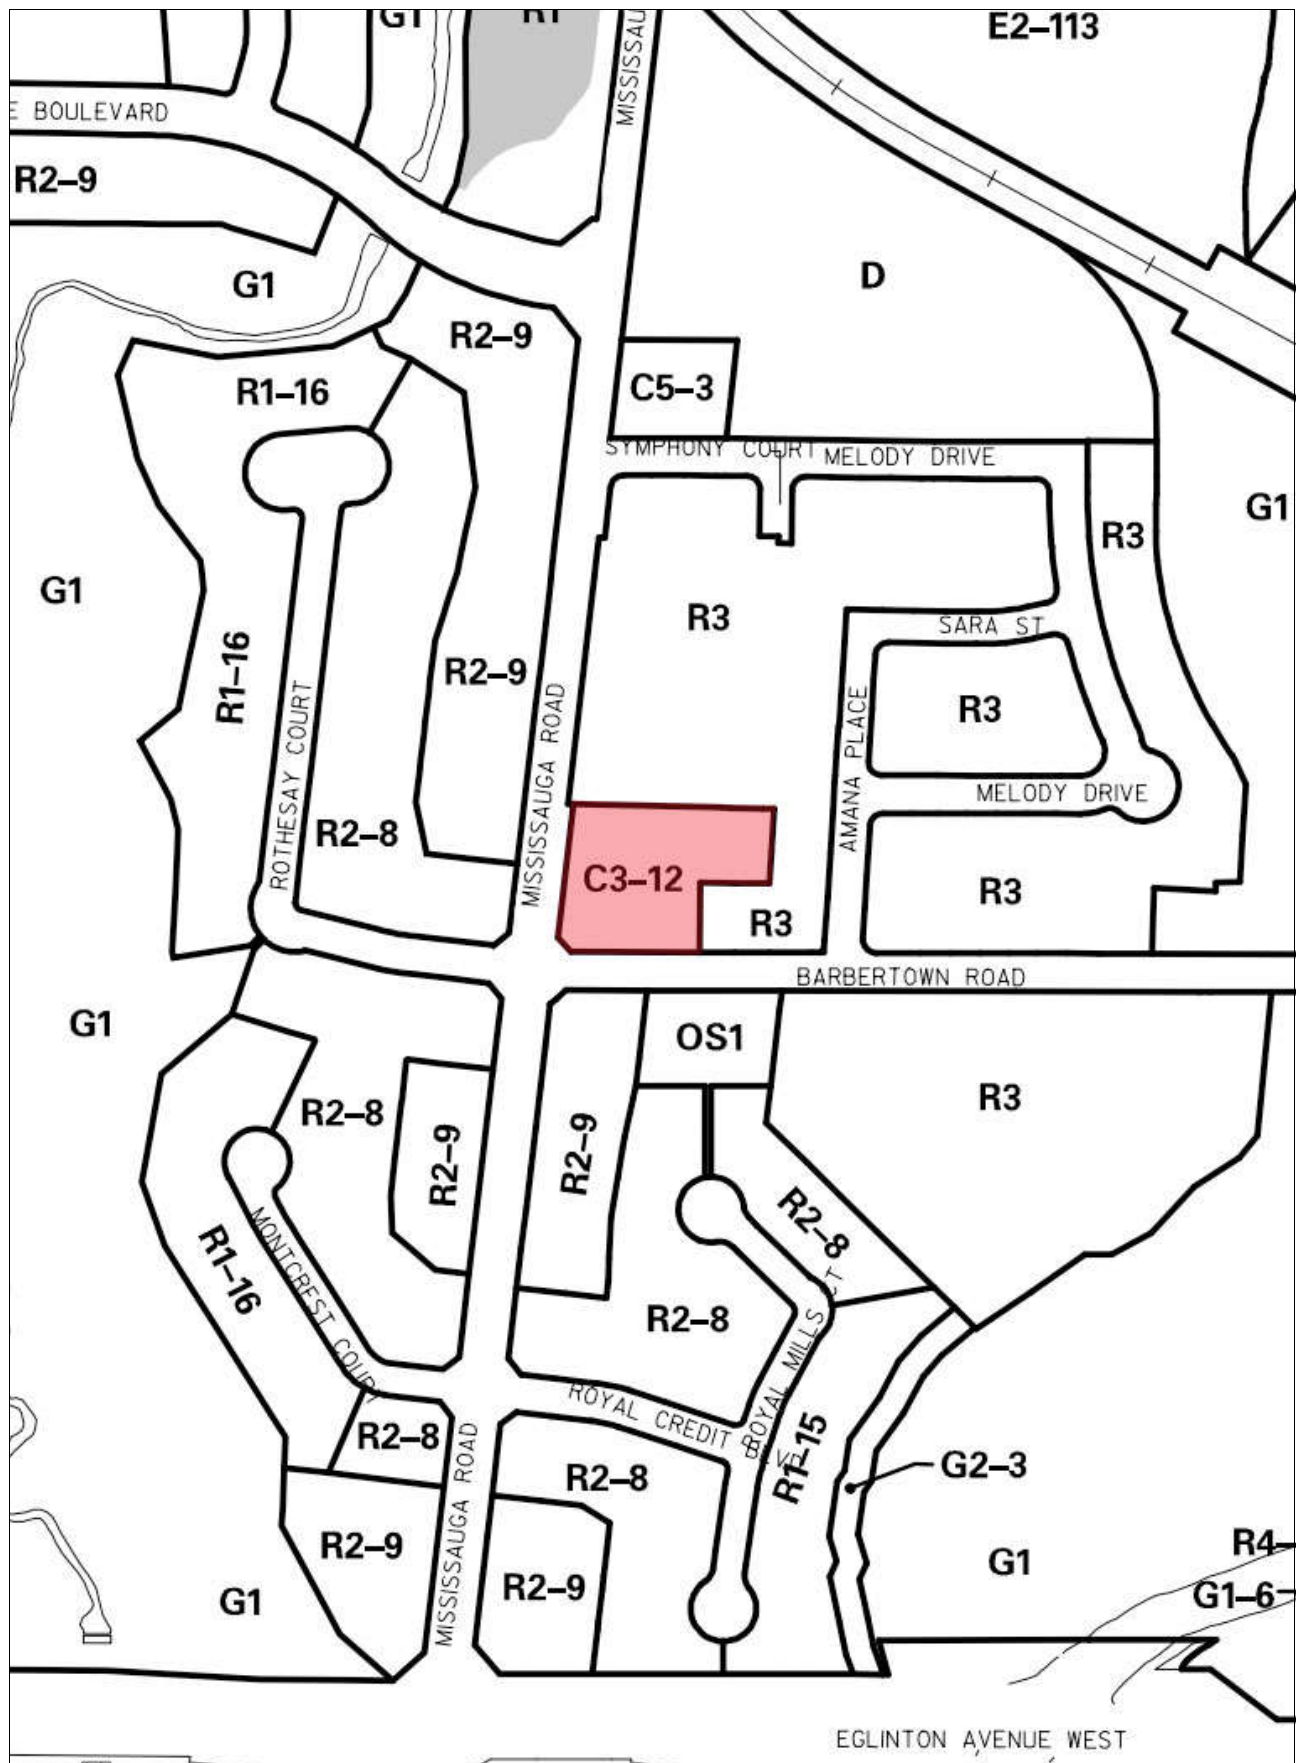 G1
R1
MISSISSAU
E2–113
E BOULEVARD
R2–9
G1
D
R2–9
C5–3
R1–16
SYMPHONY COURT
MELODY DRIVE
G1
R3
G1
R3
SARA ST
R1–16
R2–9
R3
ROTHESAY COURT
MISSISSAUGA ROAD
AMANA PLACE
MELODY DRIVE
R2–8
C3–12
R3
R3
BARBERTOWN ROAD
G1
OS1
R2–8
R3
R2–9
R2–9
R2–8
R1–16
MONTCREST COURT
R2–8
ROYAL MILLS CT
ROYAL CREDIT BLVD
R2–8
R1–15
G2–3
R2–8
MISSISSAUGA ROAD
R2–9
R4–
G1
R2–9
G1–6
G1
EGLINTON AVENUE WEST